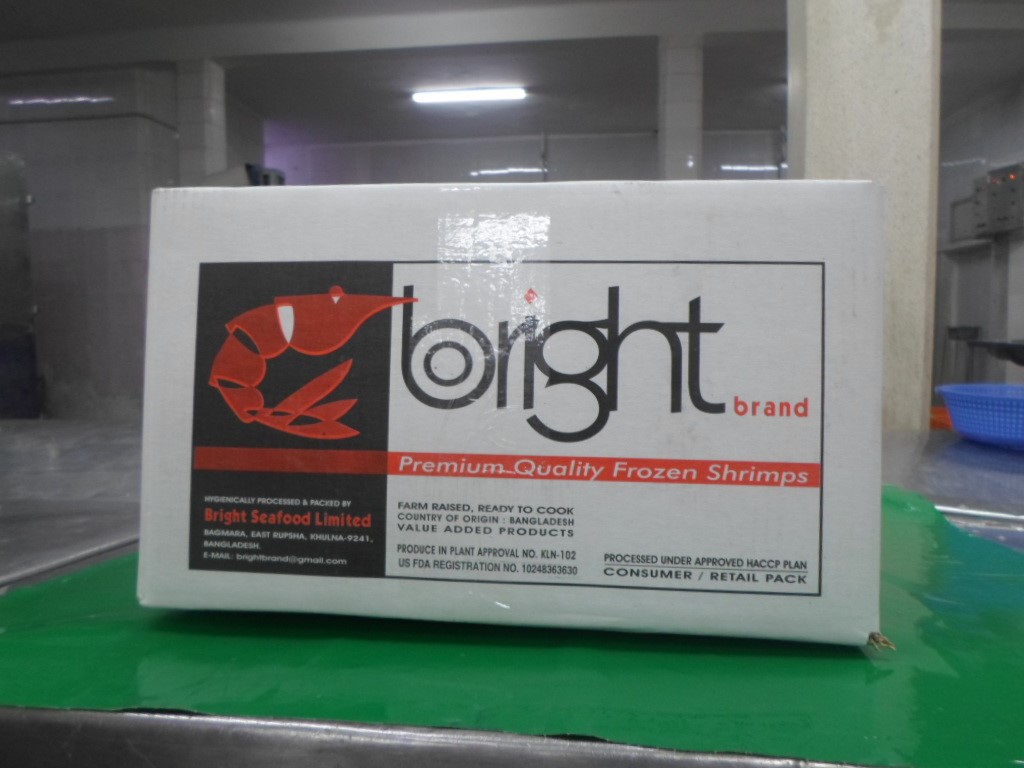 bright
brand
Premium Quality Frozen Shrimps
HYGIENICALLY PROCESSED & PACKED BY
Bright Seafood Limited
BAGMARA, EAST RUPSHA, KHULNA-9241,
BANGLADESH.
E-MAIL: brightbrand@gmail.com
FARM RAISED, READY TO COOK
COUNTRY OF ORIGIN : BANGLADESH
VALUE ADDED PRODUCTS
PRODUCE IN PLANT APPROVAL NO. KLN-102
US FDA REGISTRATION NO. 10248363630
PROCESSED UNDER APPROVED HACCP PLAN
CONSUMER / RETAIL PACK